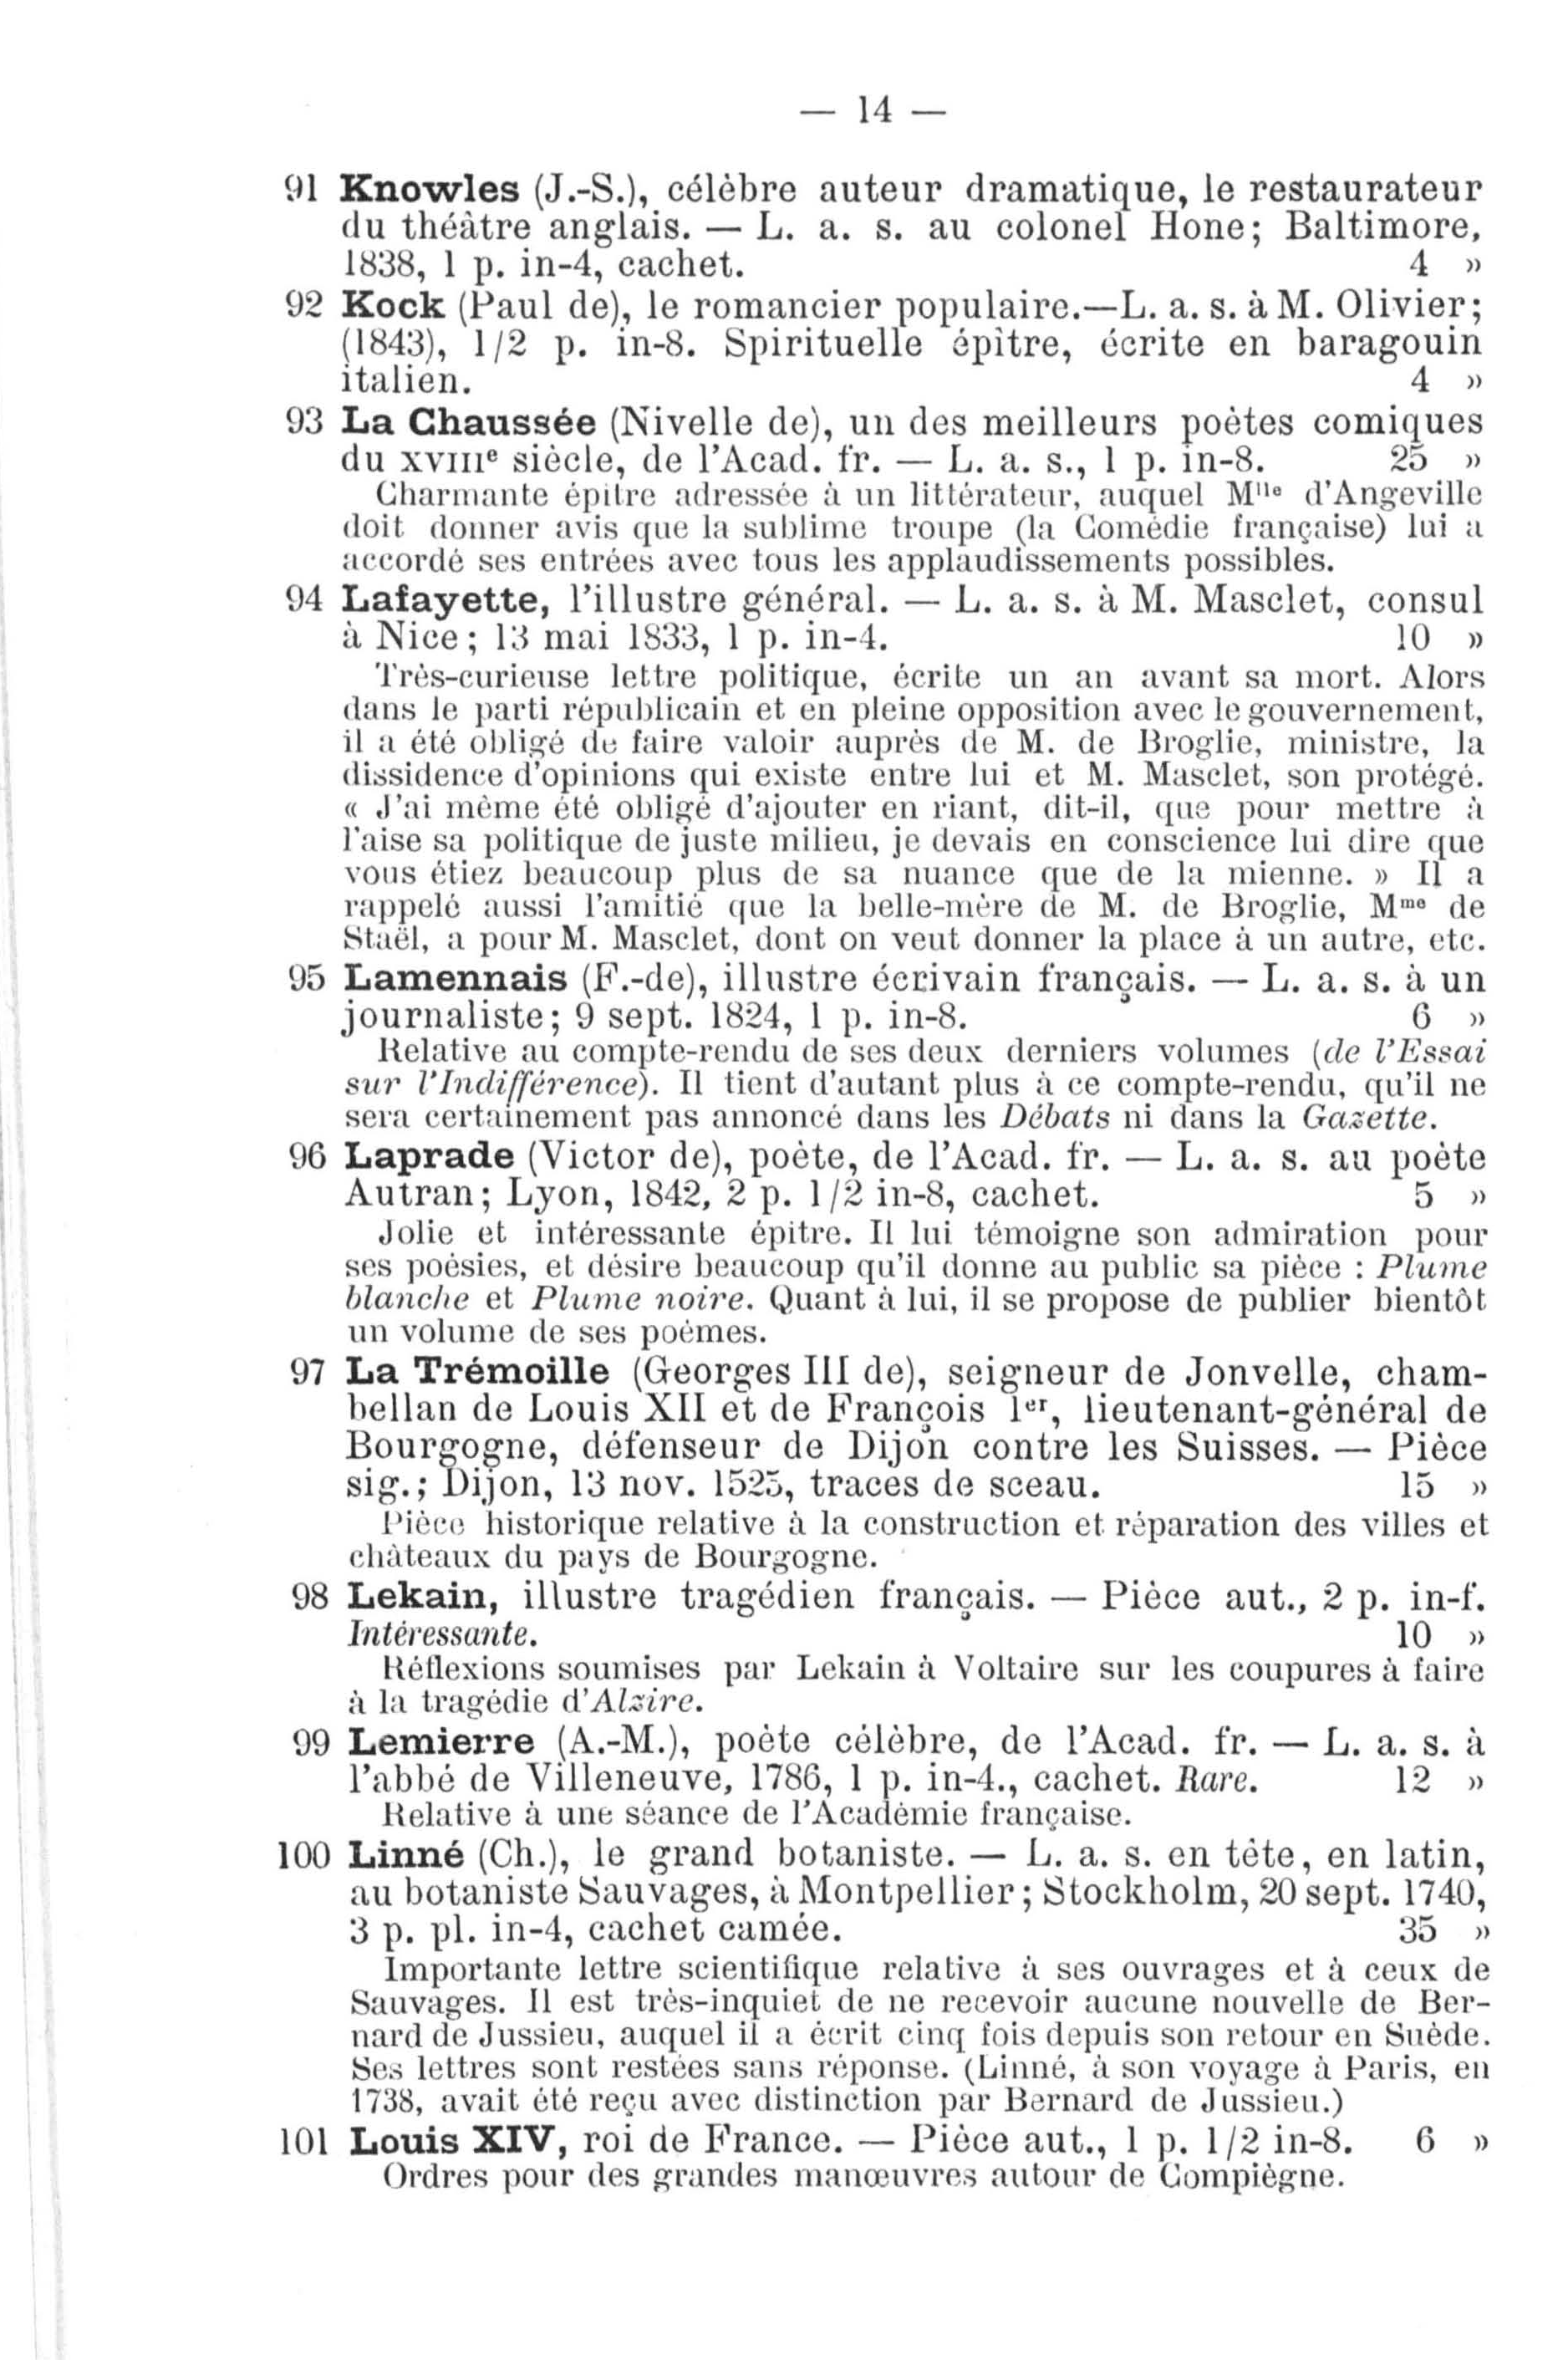 — 14 —
91 Knowles (J.-S.), célèbre auteur dramatique, le restaurateur
du théâtre anglais. — L. a. s. au colonel Hone; Baltimore,
1838, 1 p. in-4, cachet. 4 »
92 Kock (Paul de), le romancier populaire.—L. a. s. à M. Olivier;
(1843), 1/2 p. in-8. Spirituelle épître, écrite en baragouin
italien. 4 »
93 La Chaussée (Nivelle de), un des meilleurs poètes comiques
du XVIIIe siècle, de l'Acad. fr. — L. a. s., 1 p. in-8. 25 »
Charmante épitre adressée à un littérateur, auquel Mlle d'Angeville
doit donner avis que la sublime troupe (la Comédie française) lui a
accordé ses entrées avec tous les applaudissements possibles.
94 Lafayette, l'illustre général. — L. a. s. à M. Masclet, consul
à Nice; 13 mai 1833, 1 p. in-4. 10 »
Très-curieuse lettre politique, écrite un an avant sa mort. Alors
dans le parti républicain et en pleine opposition avec le gouvernement,
il a été obligé de faire valoir auprès de M. de Broglie, ministre, la
dissidence d'opinions qui existe entre lui et M. Masclet, son protégé.
« J'ai même été obligé d'ajouter en riant, dit-il, que pour mettre à
l'aise sa politique de juste milieu, je devais en conscience lui dire que
vous étiez beaucoup plus de sa nuance que de la mienne. » Il a
rappelé aussi l'amitié que la belle-mère de M. de Broglie, Mme de
Staël, a pour M. Masclet, dont on veut donner la place à un autre, etc.
95 Lamennais (F.-de), illustre écrivain français. — L. a. s. à un
journaliste; 9 sept. 1824, 1 p. in-8. 6 »
Relative au compte-rendu de ses deux derniers volumes (de l'Essai
sur l'Indifférence). Il tient d'autant plus à ce compte-rendu, qu'il ne
sera certainement pas annoncé dans les Débats ni dans la Gazette.
96 Laprade (Victor de), poète, de l'Acad. fr. — L. a. s. au poète
Autran; Lyon, 1842, 2 p. 1/2 in-8, cachet. 5 »
Jolie et intéressante épitre. Il lui témoigne son admiration pour
ses poésies, et désire beaucoup qu'il donne au public sa pièce : Plume
blanche et Plume noire. Quant à lui, il se propose de publier bientôt
un volume de ses poèmes.
97 La Trémoille (Georges III de), seigneur de Jonvelle, cham-
bellan de Louis XII et de François Ier, lieutenant-général de
Bourgogne, défenseur de Dijon contre les Suisses. — Pièce
sig.; Dijon, 13 nov. 1525, traces de sceau. 15 »
Pièce historique relative à la construction et réparation des villes et
châteaux du pays de Bourgogne.
98 Lekain, illustre tragédien français. — Pièce aut., 2 p. in-f.
Intéressante. 10 »
Réflexions soumises par Lekain à Voltaire sur les coupures à faire
à la tragédie d'Alzire.
99 Lemierre (A.-M.), poète célèbre, de l'Acad. fr. — L. a. s. à
l'abbé de Villeneuve, 1786, 1 p. in-4., cachet. Rare. 12 »
Relative à une séance de l'Académie française.
100 Linné (Ch.), le grand botaniste. — L. a. s. en tête, en latin,
au botaniste Sauvages, à Montpellier; Stockholm, 20 sept. 1740,
3 p. pl. in-4, cachet camée. 35 »
Importante lettre scientifique relative à ses ouvrages et à ceux de
Sauvages. Il est très-inquiet de ne recevoir aucune nouvelle de Ber-
nard de Jussieu, auquel il a écrit cinq fois depuis son retour en Suède.
Ses lettres sont restées sans réponse. (Linné, à son voyage à Paris, en
1738, avait été reçu avec distinction par Bernard de Jussieu.)
101 Louis XIV, roi de France. — Pièce aut., 1 p. 1/2 in-8. 6 »
Ordres pour des grandes manœuvres autour de Compiègne.